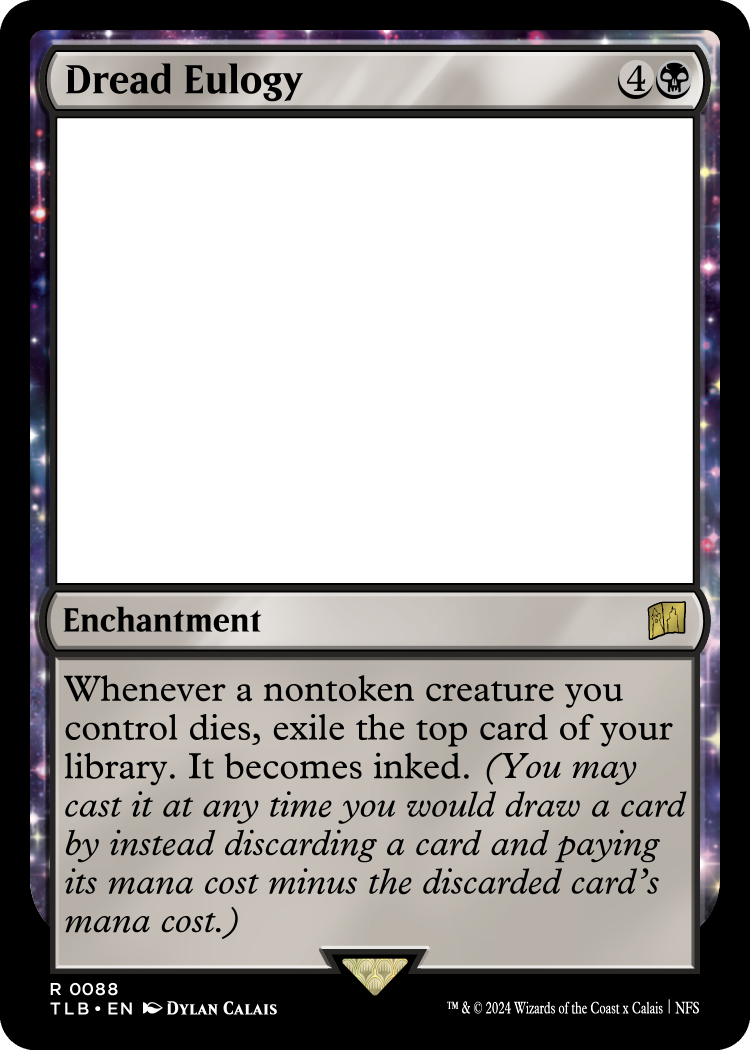 Dread Eulogy 4
Enchantment
Whenever a nontoken creature you
control dies, exile the top card of your
library. It becomes inked. (You may
cast it at any time you would draw a card
by instead discarding a card and paying
its mana cost minus the discarded card's
mana cost.)
R 0088
TLB • EN DYLAN CALAIS
™ & © 2024 Wizards of the Coast x Calais | NFS